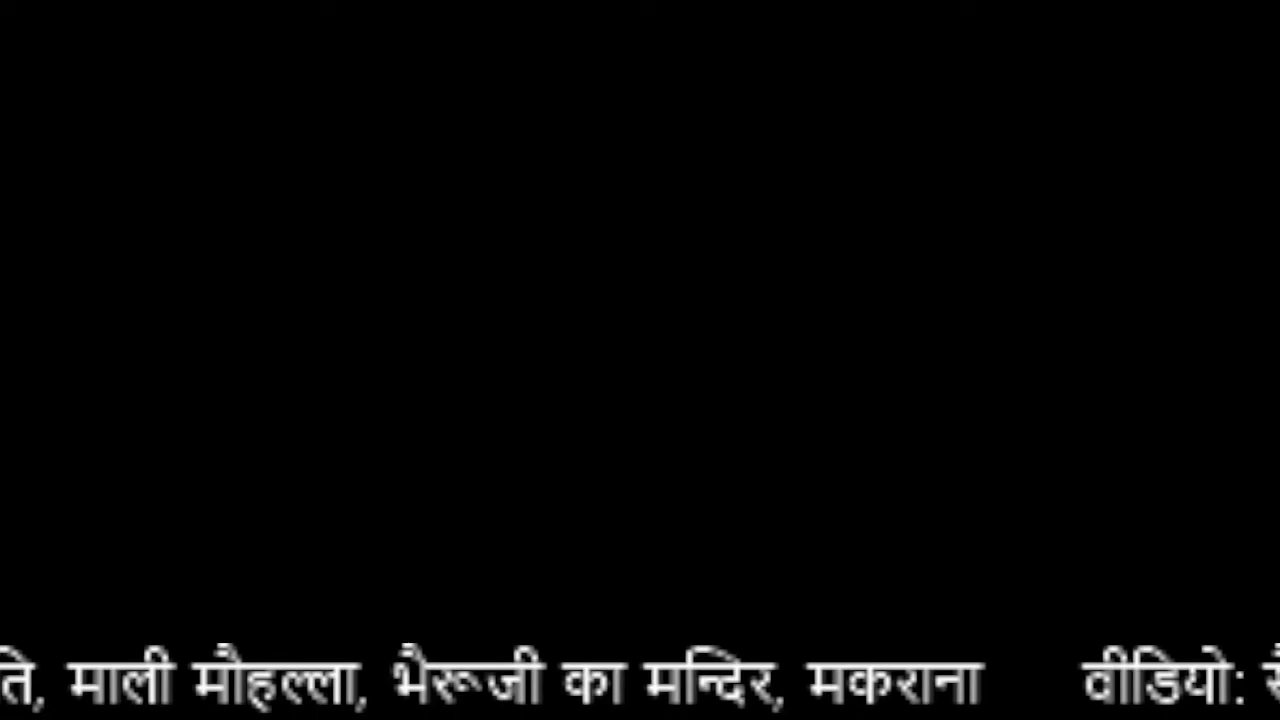 माली मौहल्ला, भैरूजी का मन्दिर, मकराना वीडियो: